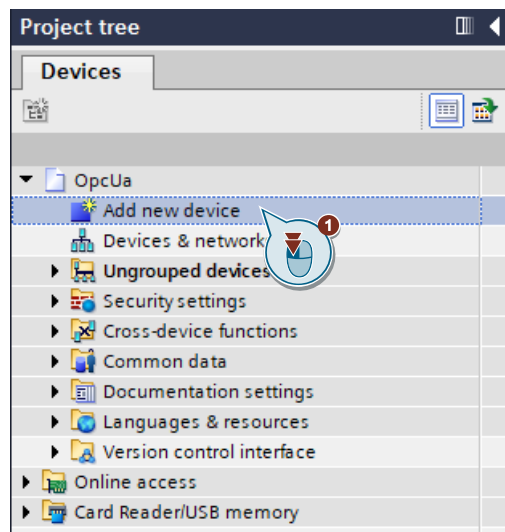 Project tree
Devices
OpcUa
Add new device
1
Devices & network
Ungrouped devices
Security settings
Cross-device functions
Common data
Documentation settings
Languages & resources
Version control interface
Online access
Card Reader/USB memory